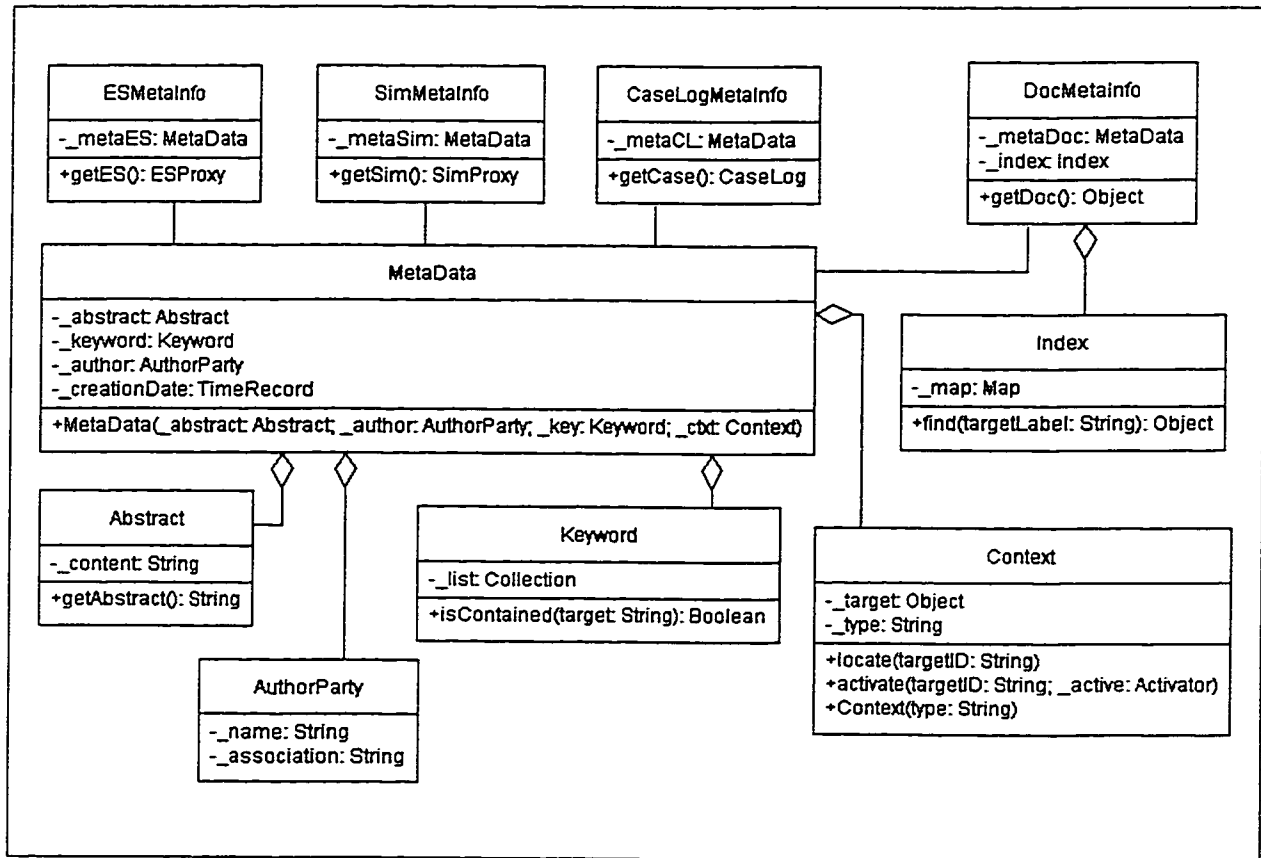 ESMetaInfo
-_metaES: MetaData
+getES(): ESProxy
SimMetaInfo
-_metaSim: MetaData
+getSim(): SimProxy
CaseLogMetaInfo
-_metaCL: MetaData
+getCase(): CaseLog
DocMetaInfo
-_metaDoc: MetaData
-_index: Index
+getDoc(): Object
MetaData
-_abstract: Abstract
-_keyword: Keyword
-_author: AuthorParty
-_creationDate: TimeRecord
+MetaData(_abstract: Abstract; _author: AuthorParty; _key: Keyword; _ctxt: Context)
Index
-_map: Map
+find(targetLabel: String): Object
Abstract
-_content: String
+getAbstract(): String
Keyword
-_list: Collection
+isContained(target: String): Boolean
Context
-_target: Object
-_type: String
+locate(targetID: String)
+activate(targetID: String; _active: Activator)
+Context(type: String)
AuthorParty
-_name: String
-_association: String